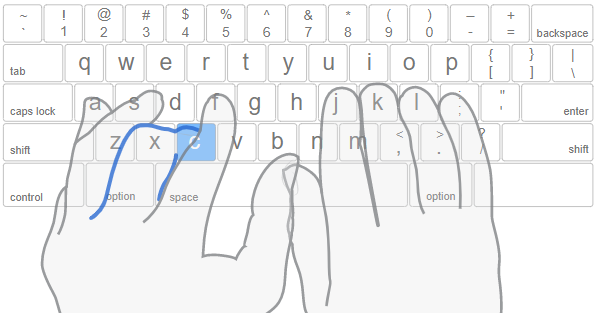 ~ ! @ # $ % ^ & * ( ) — +
` 1 2 3 4 5 6 7 8 9 0 - = backspace
tab q w e r t y u i o p { } |
[ ] \
caps lock a s d f g h j k l : " enter
; '
shift z x c v b n m < > ? shift
, . /
control option space option